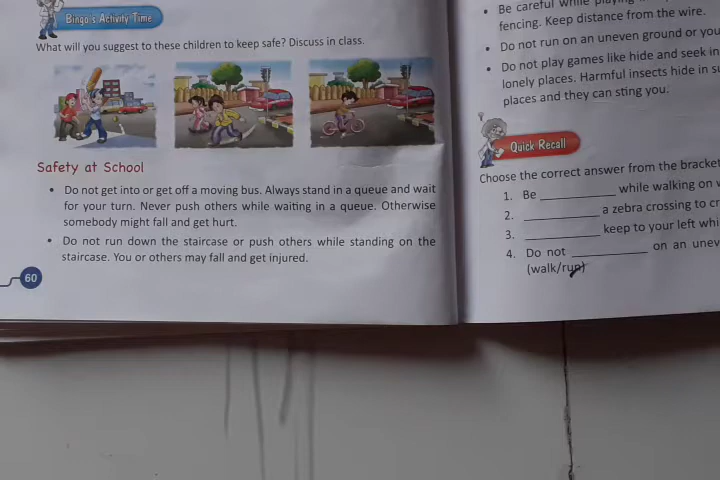 Bingo's Activity Time
What will you suggest to these children to keep safe? Discuss in class.
Safety at School
• Do not get into or get off a moving bus. Always stand in a queue and wait
for your turn. Never push others while waiting in a queue. Otherwise
somebody might fall and get hurt.
• Do not run down the staircase or push others while standing on the
staircase. You or others may fall and get injured.
60
• Be careful while
fencing. Keep distance from the wire.
• Do not run on an uneven ground or
• Do not play games like hide and seek in
lonely places. Harmful insects hide in
places and they can sting you.
Quick Recall
Choose the correct answer from the
1. Be __________ while walking on
2. __________ a zebra crossing to
3. __________ keep to your left
4. Do not __________ on an
(walk/run)